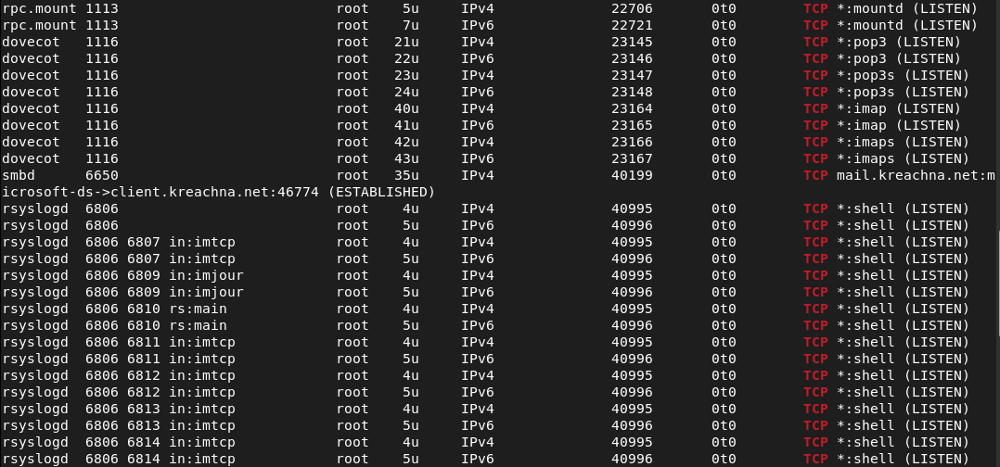 rpc.mount 1113                          root    5u     IPv4              22706       0t0        TCP *:mountd (LISTEN)
rpc.mount 1113                          root    7u     IPv6              22721       0t0        TCP *:mountd (LISTEN)
dovecot   1116                          root   21u     IPv4              23145       0t0        TCP *:pop3 (LISTEN)
dovecot   1116                          root   22u     IPv6              23146       0t0        TCP *:pop3 (LISTEN)
dovecot   1116                          root   23u     IPv4              23147       0t0        TCP *:pop3s (LISTEN)
dovecot   1116                          root   24u     IPv6              23148       0t0        TCP *:pop3s (LISTEN)
dovecot   1116                          root   40u     IPv4              23164       0t0        TCP *:imap (LISTEN)
dovecot   1116                          root   41u     IPv6              23165       0t0        TCP *:imap (LISTEN)
dovecot   1116                          root   42u     IPv4              23166       0t0        TCP *:imaps (LISTEN)
dovecot   1116                          root   43u     IPv6              23167       0t0        TCP *:imaps (LISTEN)
smbd      6650                          root   35u     IPv4              40199       0t0        TCP mail.kreachna.net:m
icrosoft-ds->client.kreachna.net:46774 (ESTABLISHED)
rsyslogd  6806                          root    4u     IPv4              40995       0t0        TCP *:shell (LISTEN)
rsyslogd  6806                          root    5u     IPv6              40996       0t0        TCP *:shell (LISTEN)
rsyslogd  6806 6807 in:imtcp            root    4u     IPv4              40995       0t0        TCP *:shell (LISTEN)
rsyslogd  6806 6807 in:imtcp            root    5u     IPv6              40996       0t0        TCP *:shell (LISTEN)
rsyslogd  6806 6809 in:imjour           root    4u     IPv4              40995       0t0        TCP *:shell (LISTEN)
rsyslogd  6806 6809 in:imjour           root    5u     IPv6              40996       0t0        TCP *:shell (LISTEN)
rsyslogd  6806 6810 rs:main             root    4u     IPv4              40995       0t0        TCP *:shell (LISTEN)
rsyslogd  6806 6810 rs:main             root    5u     IPv6              40996       0t0        TCP *:shell (LISTEN)
rsyslogd  6806 6811 in:imtcp            root    4u     IPv4              40995       0t0        TCP *:shell (LISTEN)
rsyslogd  6806 6811 in:imtcp            root    5u     IPv6              40996       0t0        TCP *:shell (LISTEN)
rsyslogd  6806 6812 in:imtcp            root    4u     IPv4              40995       0t0        TCP *:shell (LISTEN)
rsyslogd  6806 6812 in:imtcp            root    5u     IPv6              40996       0t0        TCP *:shell (LISTEN)
rsyslogd  6806 6813 in:imtcp            root    4u     IPv4              40995       0t0        TCP *:shell (LISTEN)
rsyslogd  6806 6813 in:imtcp            root    5u     IPv6              40996       0t0        TCP *:shell (LISTEN)
rsyslogd  6806 6814 in:imtcp            root    4u     IPv4              40995       0t0        TCP *:shell (LISTEN)
rsyslogd  6806 6814 in:imtcp            root    5u     IPv6              40996       0t0        TCP *:shell (LISTEN)